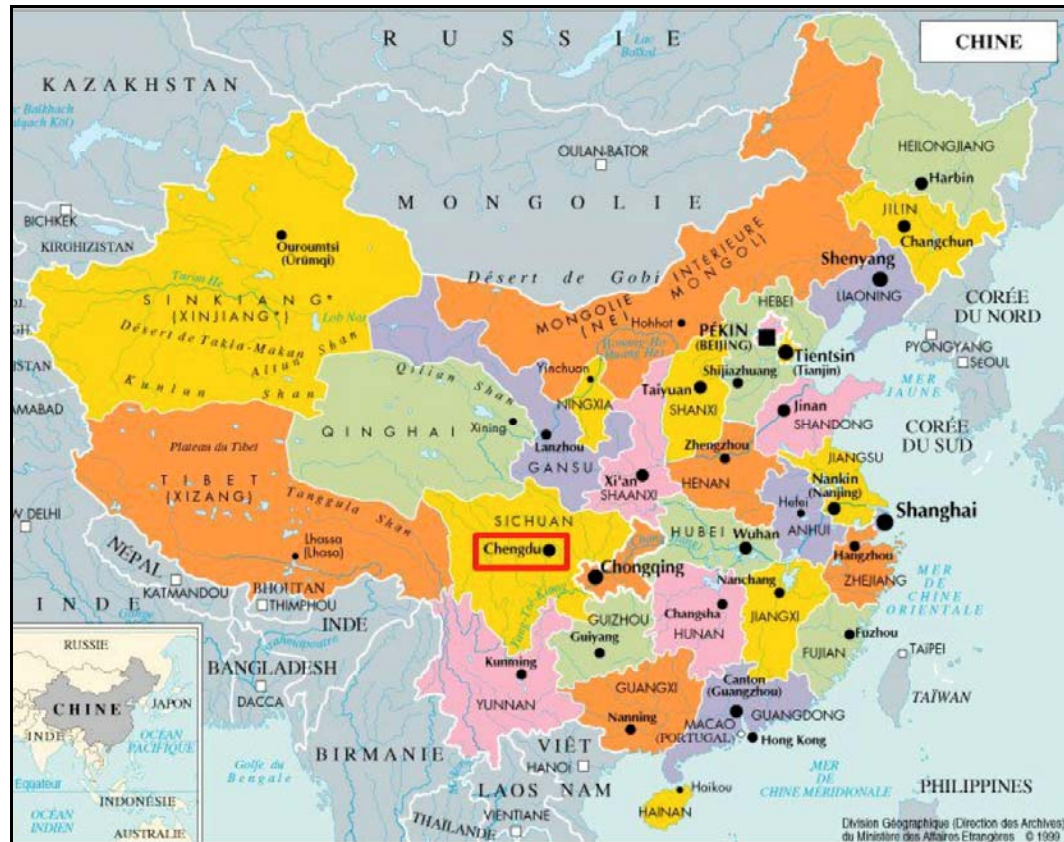 RUSSIE
CHINE
Lac
Baïkal
KAZAKHSTAN
OULAN-BATOR
MONGOLIE
HEILONGJIANG
Harbin
JILIN
Changchun
BICHKEK
KIRGHIZISTAN
Ouroumtsi
(Ürümqi)
Shenyang
LIAONING
Désert de Gobi
MONGOLIE INTÉRIEURE
(NEI MONGOL)
Hohhot
HEBEI
PÉKIN
(BEIJING)
Tientsin
(Tianjin)
CORÉE
DU NORD
PYONGYANG
SÉOUL
Tarim He
SINKIANG*
(XINJIANG*)
Lob Nor
Désert de Takla-Makan
Altun Shan
Kunlun Shan
Yinchuan
NINGXIA
Taiyuan
SHANXI
Shijiazhuang
Jinan
SHANDONG
MER
JAUNE
CORÉE
DU SUD
Qilian Shan
QINGHAI
Xining
Lanzhou
GANSU
Xi'an
SHAANXI
Zhengzhou
HENAN
JIANGSU
Nankin
(Nanjing)
Hefei
ANHUI
Shanghai
Plateau du Tibet
TIBET
(XIZANG)
Tanggula Shan
Lhassa
(Lhasa)
SICHUAN
Chengdu
Chongqing
HUBEI
Wuhan
Hangzhou
ZHEJIANG
MER
DE
CHINE
ORIENTALE
NÉPAL
KATMANDOU
BHOUTAN
THIMPHOU
INDE
INDE
Nanchang
JIANGXI
Changsha
HUNAN
GUIZHOU
Guiyang
Fuzhou
FUJIAN
TAÏPEI
TAÏWAN
BANGLADESH
DACCA
Kunming
YUNNAN
GUANGXI
Nanning
Canton
(Guangzhou)
GUANGDONG
MACAO
(PORTUGAL)
Hong Kong
BIRMANIE
Golfe du
Bengale
VIÊT
NAM
HANOÏ
LAOS
VIENTIANE
THAÏLANDE
Haikou
HAINAN
MER
DE
CHINE MÉRIDIONALE
PHILIPPINES
RUSSIE
CHINE
JAPON
INDE
OCÉAN
PACIFIQUE
Equateur
INDONÉSIE
OCÉAN
INDIEN
AUSTRALIE
Division Géographique (Direction des Archives)
du Ministère des Affaires Etrangères © 1999